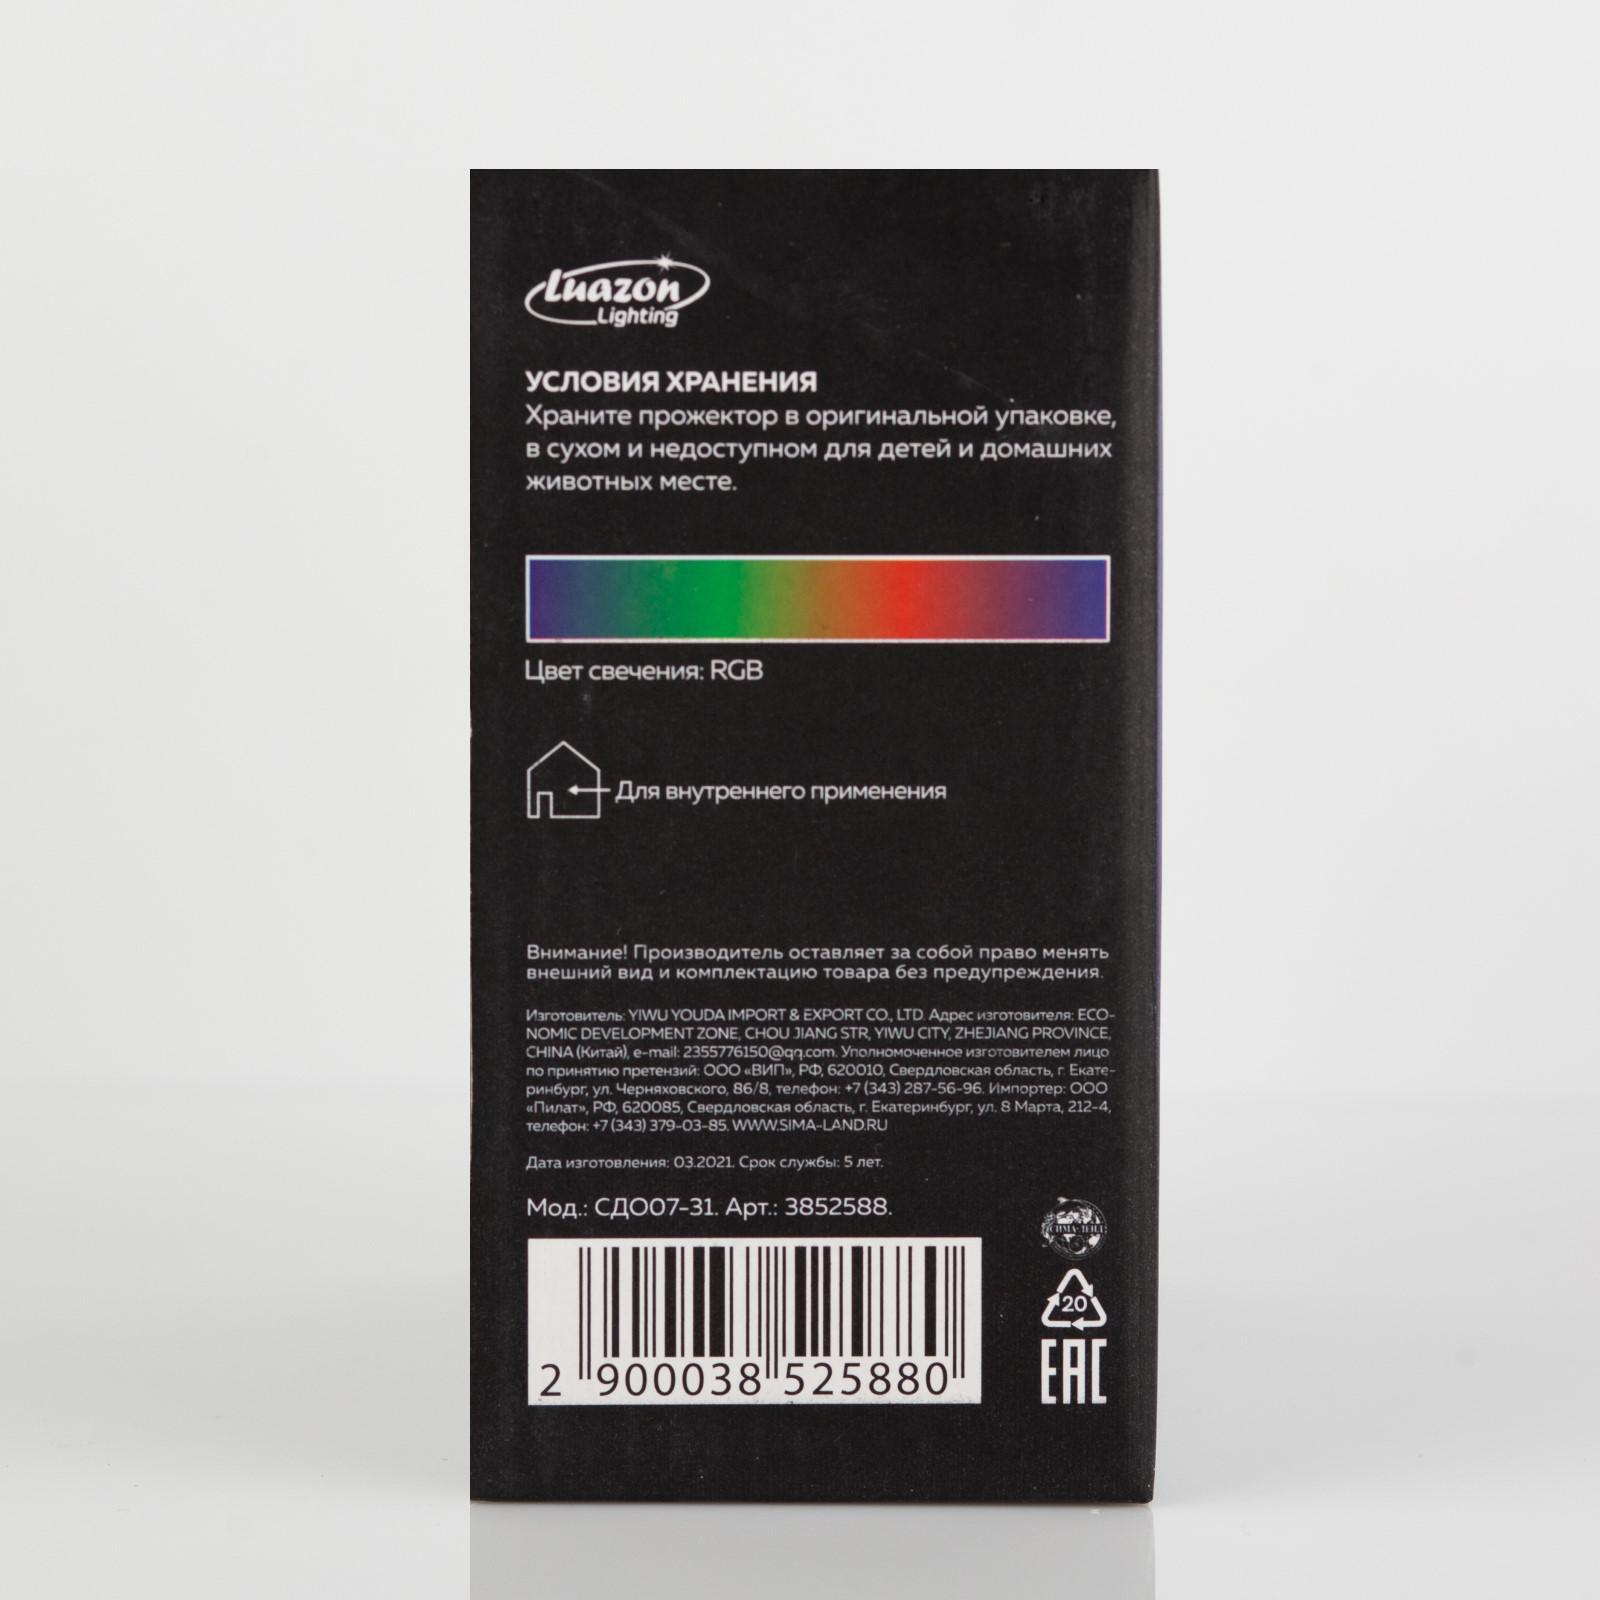 Luazon
Lighting
УСЛОВИЯ ХРАНЕНИЯ
Храните прожектор в оригинальной упаковке,
в сухом и недоступном для детей и домашних
животных месте.
Цвет свечения: RGB
Для внутреннего применения
Внимание! Производитель оставляет за собой право менять
внешний вид и комплектацию товара без предупреждения.
Изготовитель: YIWU YOUDA IMPORT & EXPORT CO., LTD. Адрес изготовителя: ECO-
NOMIC DEVELOPMENT ZONE, CHOU JIANG STR, YIWU CITY, ZHEJIANG PROVINCE,
CHINA (Китай), e-mail: 2355776150@qq.com. Уполномоченное изготовителем лицо
по принятию претензий: ООО «ВИП», РФ, 620010, Свердловская область, г. Екате-
ринбург, ул. Черняховского, 86/8, телефон: +7 (343) 287-56-96. Импортер: ООО
«Пилат», РФ, 620085, Свердловская область, г. Екатеринбург, ул. 8 Марта, 212-4,
телефон: +7 (343) 379-03-85. WWW.SIMA-LAND.RU
Дата изготовления: 03.2021. Срок службы: 5 лет.
Мод.: СДО07-31. Арт.: 3852588.
СИМА-ЛЕНД
20
EAC
2 900038 525880